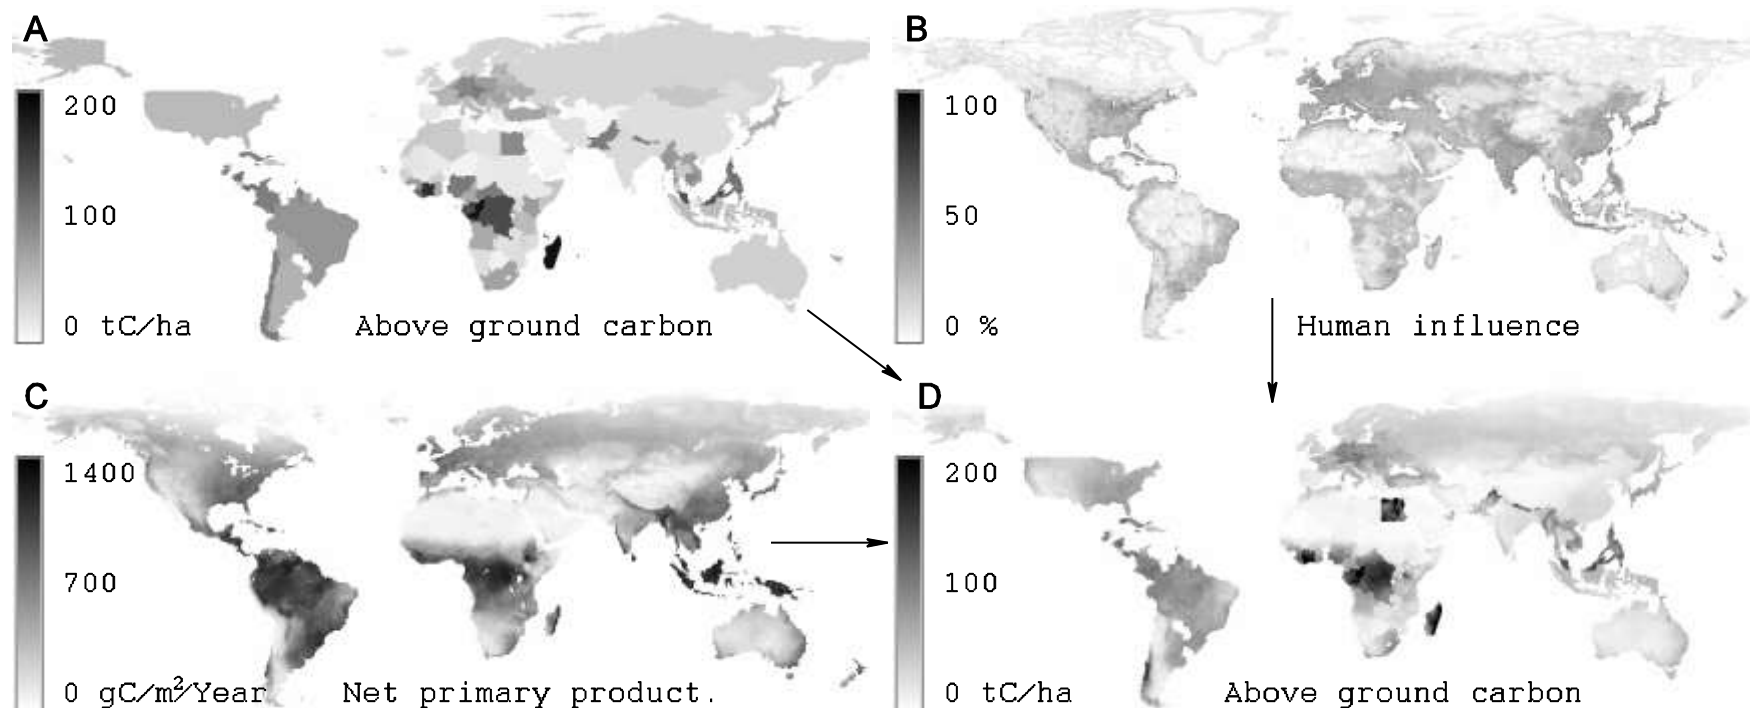 A
200
100
0 tC/ha
Above ground carbon
B
100
50
0 %
Human influence
C
1400
700
0 gC/m²/Year
Net primary product.
D
200
100
0 tC/ha
Above ground carbon